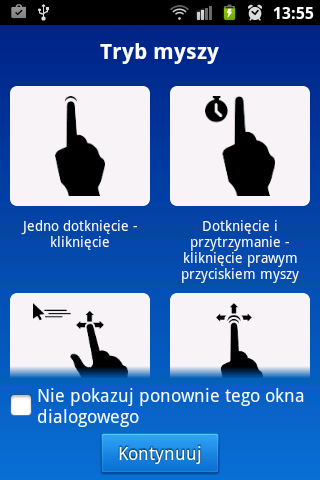 13:55
Tryb myszy
Jedno dotknięcie -
kliknięcie
Dotknięcie i
przytrzymanie -
kliknięcie prawym
przyciskiem myszy
Nie pokazuj ponownie tego okna
dialogowego
Kontynuuj